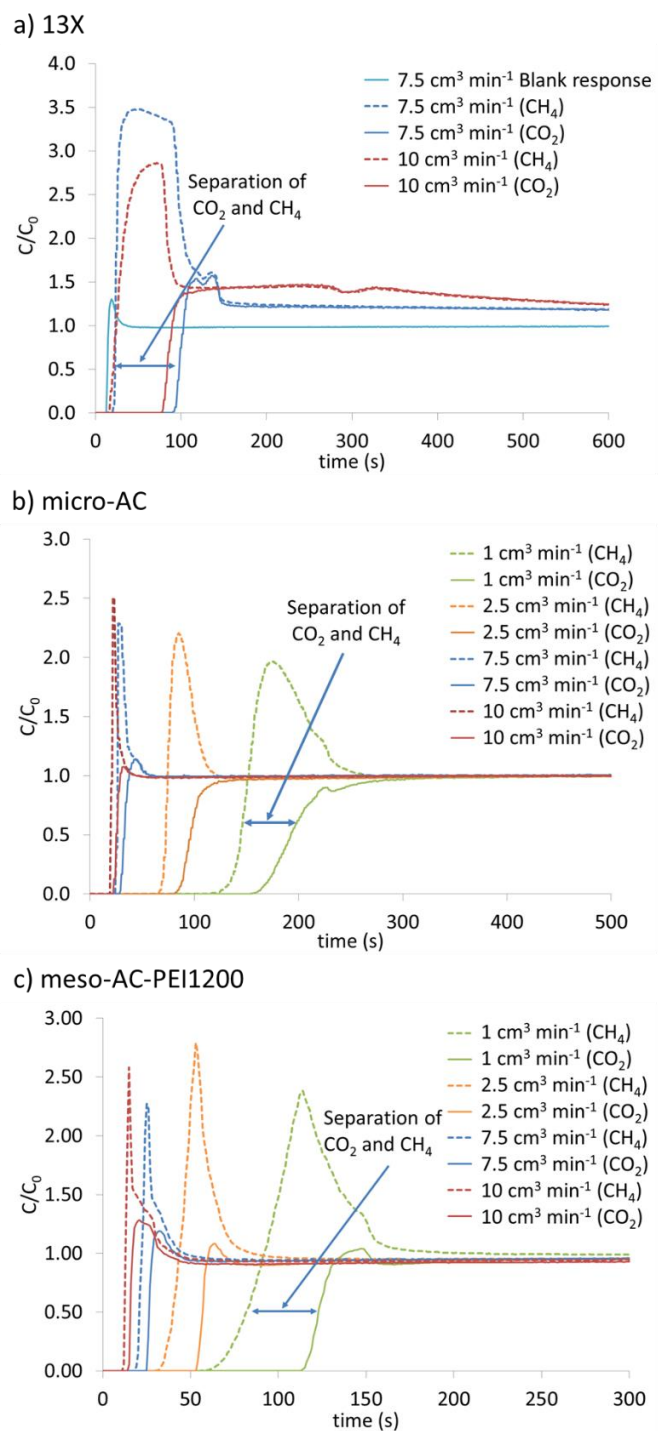 a) 13X
4.0
3.5
3.0
2.5
2.0
1.5
1.0
0.5
0.0
C/C₀
7.5 cm³ min⁻¹ Blank response
7.5 cm³ min⁻¹ (CH₄)
7.5 cm³ min⁻¹ (CO₂)
10 cm³ min⁻¹ (CH₄)
10 cm³ min⁻¹ (CO₂)
Separation of
CO₂ and CH₄
0 100 200 300 400 500 600
time (s)
b) micro-AC
3.0
2.5
2.0
1.5
1.0
0.5
0.0
C/C₀
1 cm³ min⁻¹ (CH₄)
1 cm³ min⁻¹ (CO₂)
2.5 cm³ min⁻¹ (CH₄)
2.5 cm³ min⁻¹ (CO₂)
7.5 cm³ min⁻¹ (CH₄)
7.5 cm³ min⁻¹ (CO₂)
10 cm³ min⁻¹ (CH₄)
10 cm³ min⁻¹ (CO₂)
Separation of
CO₂ and CH₄
0 100 200 300 400 500
time (s)
c) meso-AC-PEI1200
3.00
2.50
2.00
1.50
1.00
0.50
0.00
C/C₀
1 cm³ min⁻¹ (CH₄)
1 cm³ min⁻¹ (CO₂)
2.5 cm³ min⁻¹ (CH₄)
2.5 cm³ min⁻¹ (CO₂)
7.5 cm³ min⁻¹ (CH₄)
7.5 cm³ min⁻¹ (CO₂)
10 cm³ min⁻¹ (CH₄)
10 cm³ min⁻¹ (CO₂)
Separation of
CO₂ and CH₄
0 50 100 150 200 250 300
time (s)